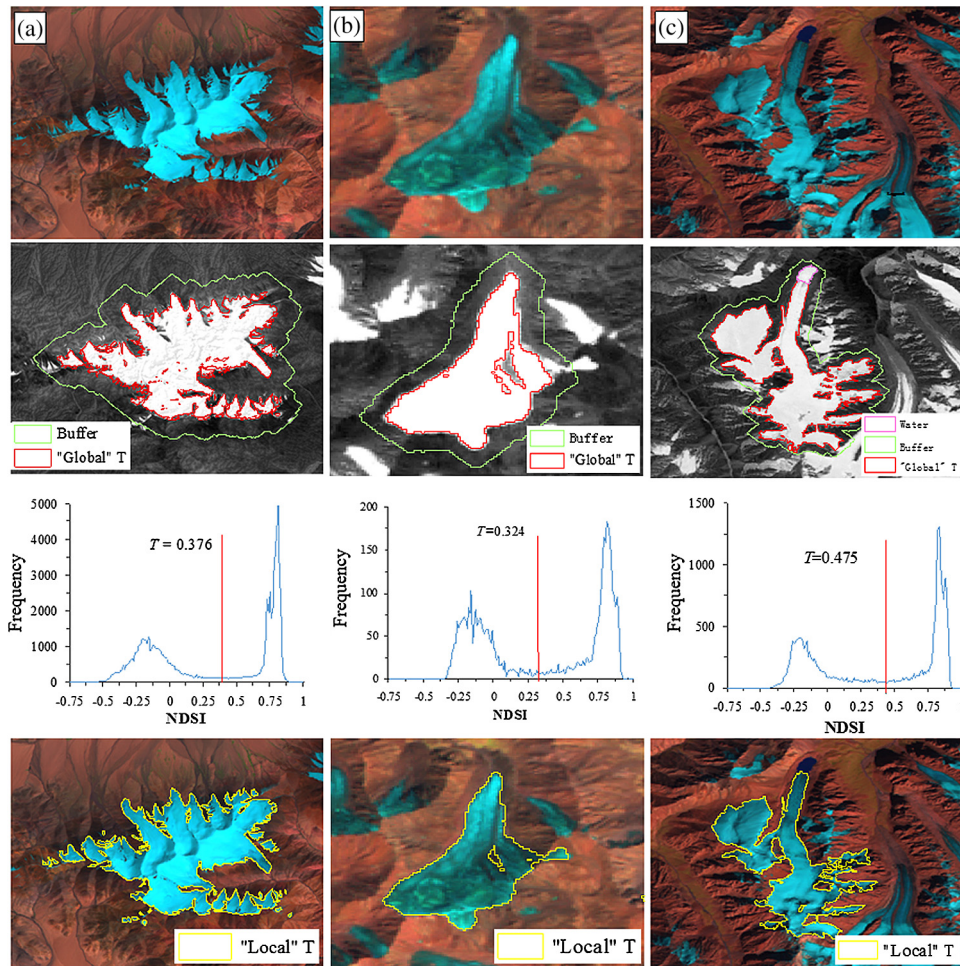 (a)
(b)
(c)
Buffer
"Global" T
Buffer
"Global" T
Water
Buffer
"Global" T
Frequency
5000
4000
3000
2000
1000
0
T = 0.376
-0.75 -0.5 -0.25 0 0.25 0.5 0.75 1
NDSI
Frequency
200
150
100
50
0
T=0.324
-0.75 -0.5 -0.25 0 0.25 0.5 0.75 1
NDSI
Frequency
1500
1000
500
0
T=0.475
-0.75 -0.5 -0.25 0 0.25 0.5 0.75 1
NDSI
"Local" T
"Local" T
"Local" T